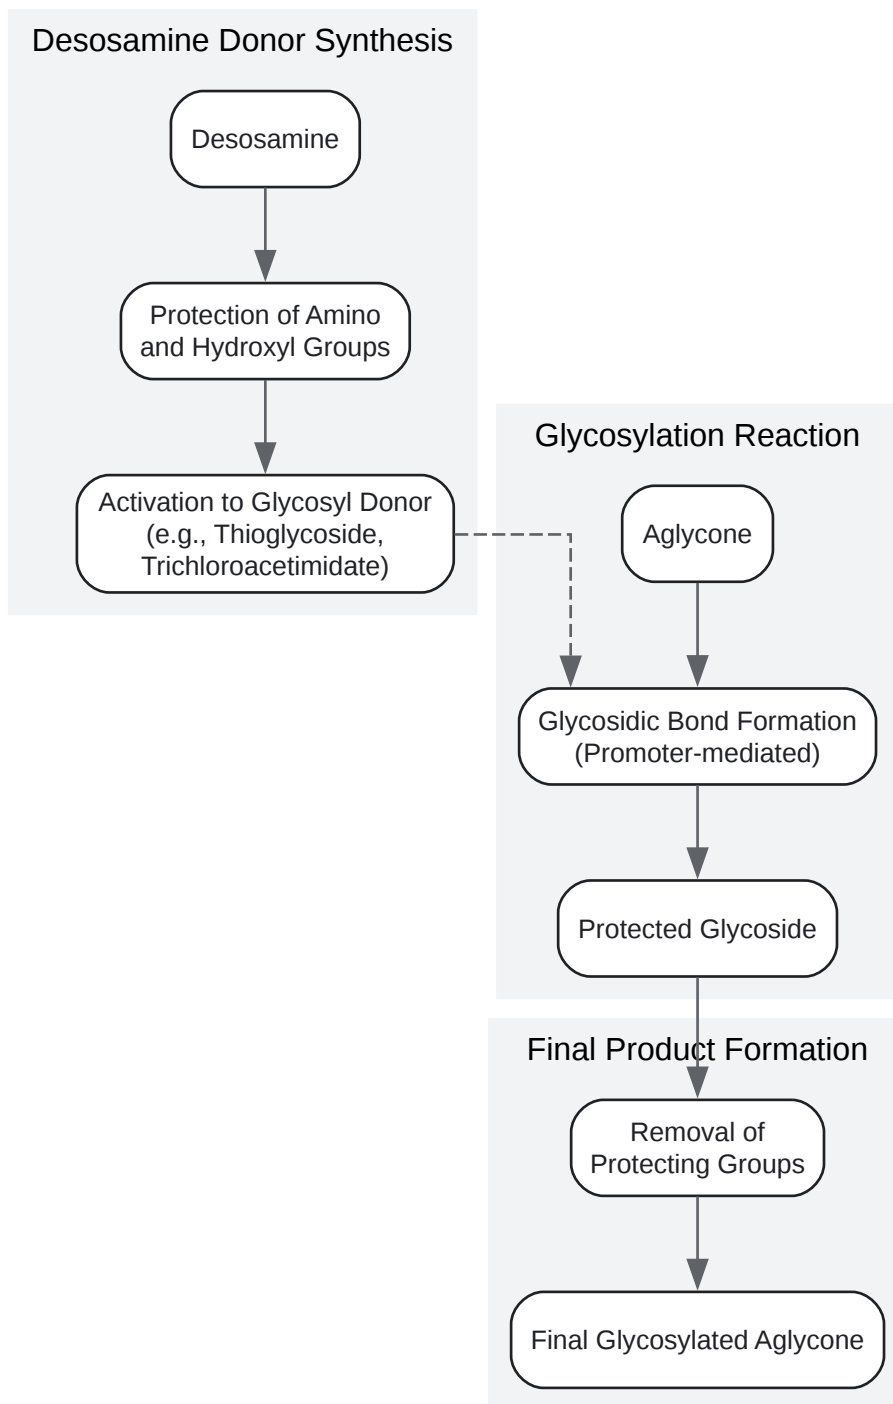 Desosamine Donor Synthesis
Desosamine
Protection of Amino
and Hydroxyl Groups
Activation to Glycosyl Donor
(e.g., Thioglycoside,
Trichloroacetimidate)
Glycosylation Reaction
Aglycone
Glycosidic Bond Formation
(Promoter-mediated)
Protected Glycoside
Final Product Formation
Removal of
Protecting Groups
Final Glycosylated Aglycone